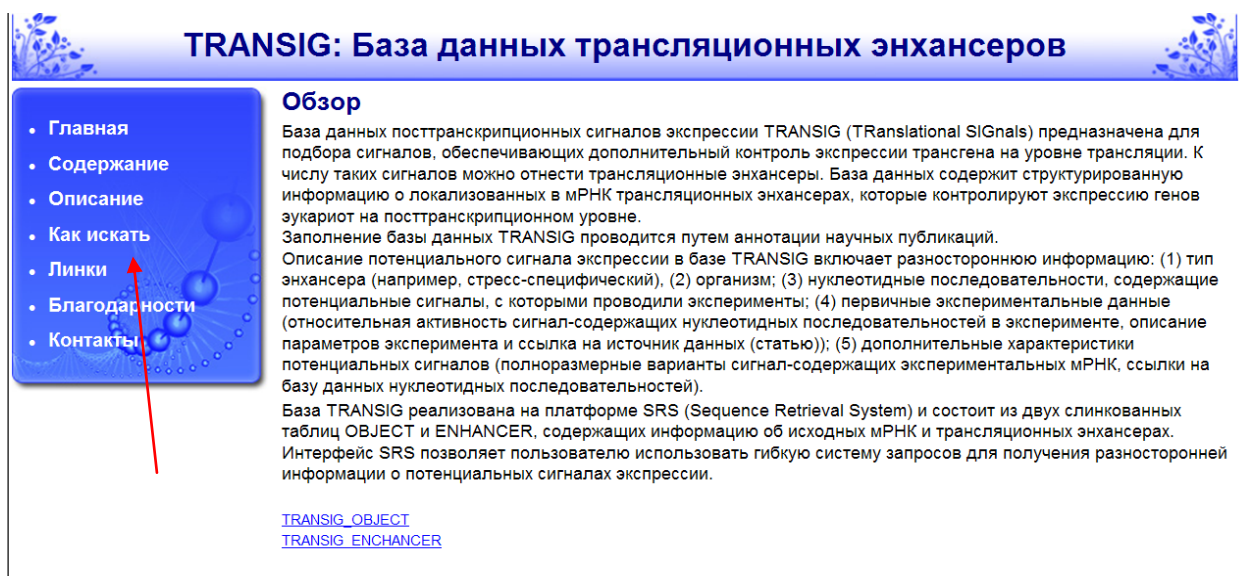 TRANSIG: База данных трансляционных энхансеров
Главная
Содержание
Описание
Как искать
Линки
Благодарности
Контакты
Обзор
База данных посттранскрипционных сигналов экспрессии TRANSIG (TRanslational SIGnals) предназначена для
подбора сигналов, обеспечивающих дополнительный контроль экспрессии трансгена на уровне трансляции. К
числу таких сигналов можно отнести трансляционные энхансеры. База данных содержит структурированную
информацию о локализованных в мРНК трансляционных энхансерах, которые контролируют экспрессию генов
эукариот на посттранскрипционном уровне.
Заполнение базы данных TRANSIG проводится путем аннотации научных публикаций.
Описание потенциального сигнала экспрессии в базе TRANSIG включает разностороннюю информацию: (1) тип
энхансера (например, стресс-специфический), (2) организм; (3) нуклеотидные последовательности, содержащие
потенциальные сигналы, с которыми проводили эксперименты; (4) первичные экспериментальные данные
(относительная активность сигнал-содержащих нуклеотидных последовательностей в эксперименте, описание
параметров эксперимента и ссылка на источник данных (статью)); (5) дополнительные характеристики
потенциальных сигналов (полноразмерные варианты сигнал-содержащих экспериментальных мРНК, ссылки на
базу данных нуклеотидных последовательностей).
База TRANSIG реализована на платформе SRS (Sequence Retrieval System) и состоит из двух слинкованных
таблиц OBJECT и ENHANCER, содержащих информацию об исходных мРНК и трансляционных энхансерах.
Интерфейс SRS позволяет пользователю использовать гибкую систему запросов для получения разносторонней
информации о потенциальных сигналах экспрессии.
TRANSIG_OBJECT
TRANSIG_ENCHANCER